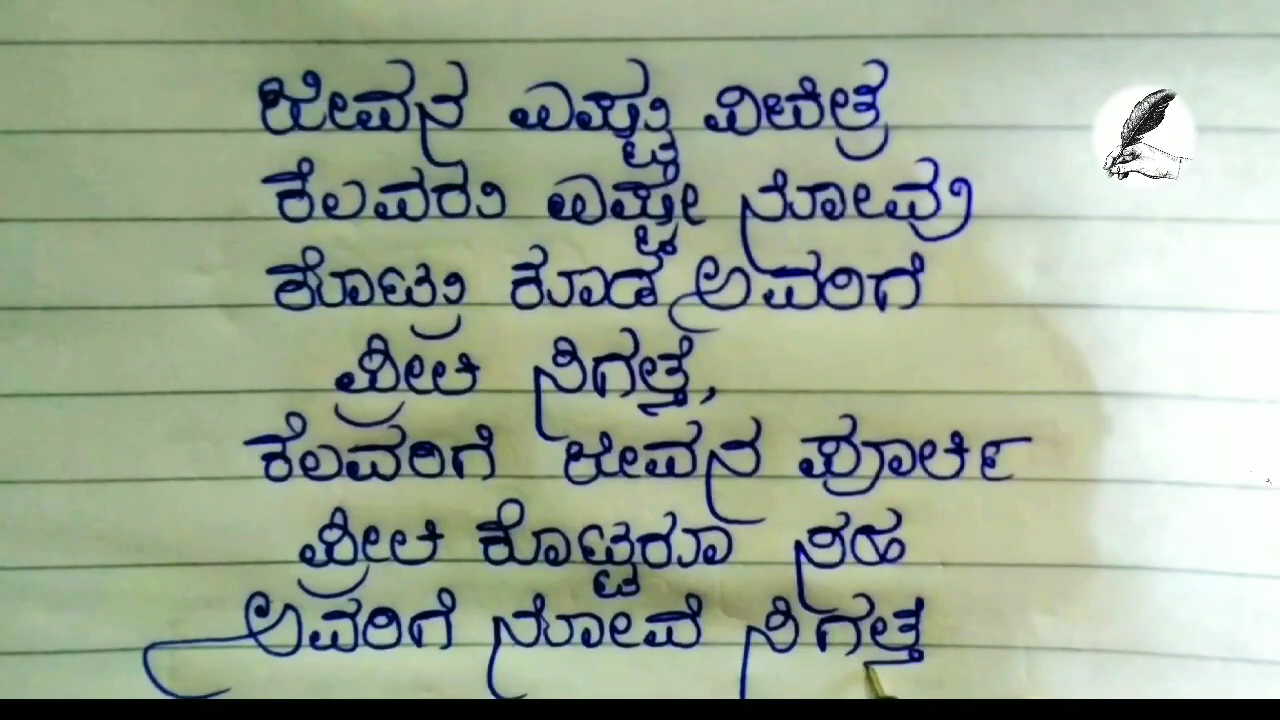 ಜೀವನ ಎಷ್ಟು ವಿಚಿತ್ರ
ಕೆಲವರು ಎಷ್ಟೇ ನೋವು
ಕೊಟ್ರು ಕೂಡ ಅವರಿಗೆ
ಪ್ರೀತಿ ಸಿಗತ್ತೆ,
ಕೆಲವರಿಗೆ ಜೀವನ ಪೂರ್ತಿ
ಪ್ರೀತಿ ಕೊಟ್ಟರೂ ಸಹ
ಅವರಿಗೆ ನೋವೆ ಸಿಗತ್ತೆ